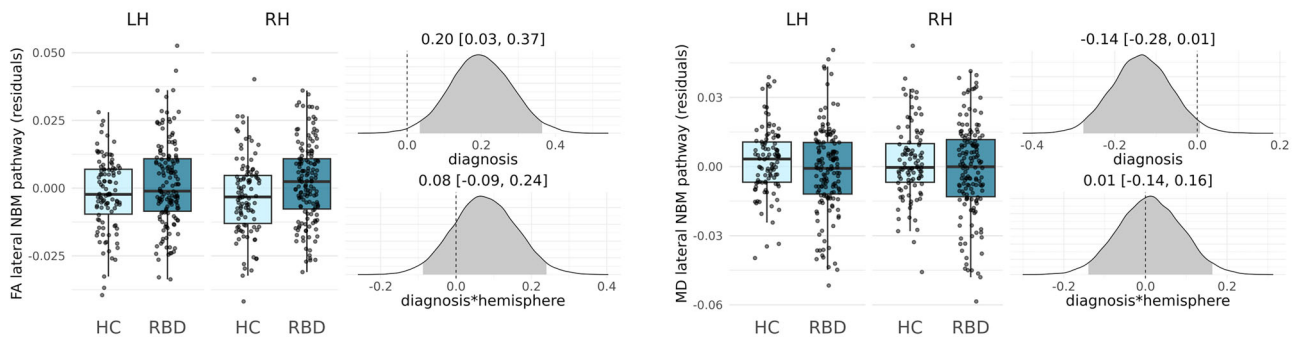 LH RH
FA lateral NBM pathway (residuals)
0.050
0.025
0.000
-0.025
HC RBD HC RBD
0.20 [0.03, 0.37]
0.0 0.2 0.4
diagnosis
0.08 [-0.09, 0.24]
-0.2 0.0 0.2 0.4
diagnosis*hemisphere
LH RH
MD lateral NBM pathway (residuals)
0.03
0.00
-0.03
-0.06
HC RBD HC RBD
-0.14 [-0.28, 0.01]
-0.4 -0.2 0.0 0.2
diagnosis
0.01 [-0.14, 0.16]
-0.2 0.0 0.2
diagnosis*hemisphere